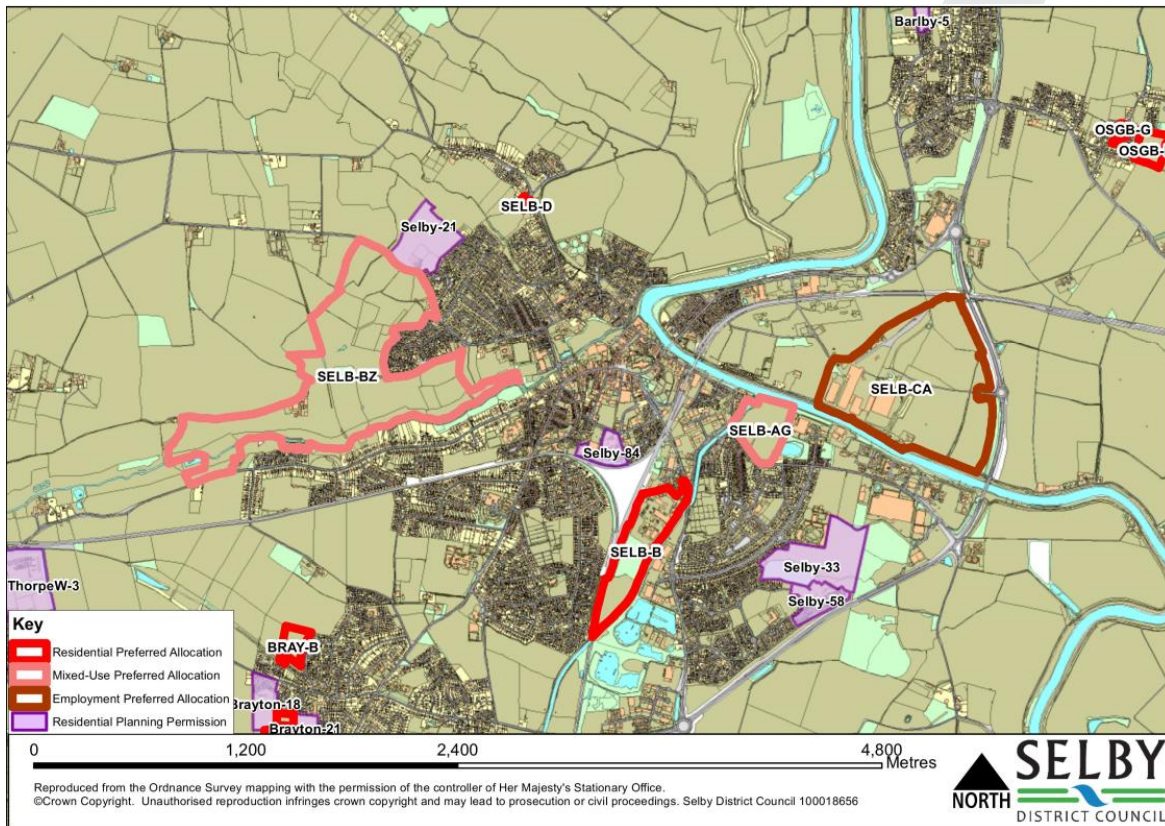 Barlby-5
OSGB-G
OSGB-
SELB-D
Selby-21
SELB-BZ
SELB-CA
SELB-AG
Selby-84
SELB-B
Selby-33
Selby-58
ThorpeW-3
BRAY-B
Brayton-18
Brayton-21
Key
Residential Preferred Allocation
Mixed-Use Preferred Allocation
Employment Preferred Allocation
Residential Planning Permission
0 1,200 2,400 4,800
Metres
Reproduced from the Ordnance Survey mapping with the permission of the controller of Her Majesty's Stationary Office.
©Crown Copyright. Unauthorised reproduction infringes crown copyright and may lead to prosecution or civil proceedings. Selby District Council 100018656
NORTH
SELBY
DISTRICT COUNCIL